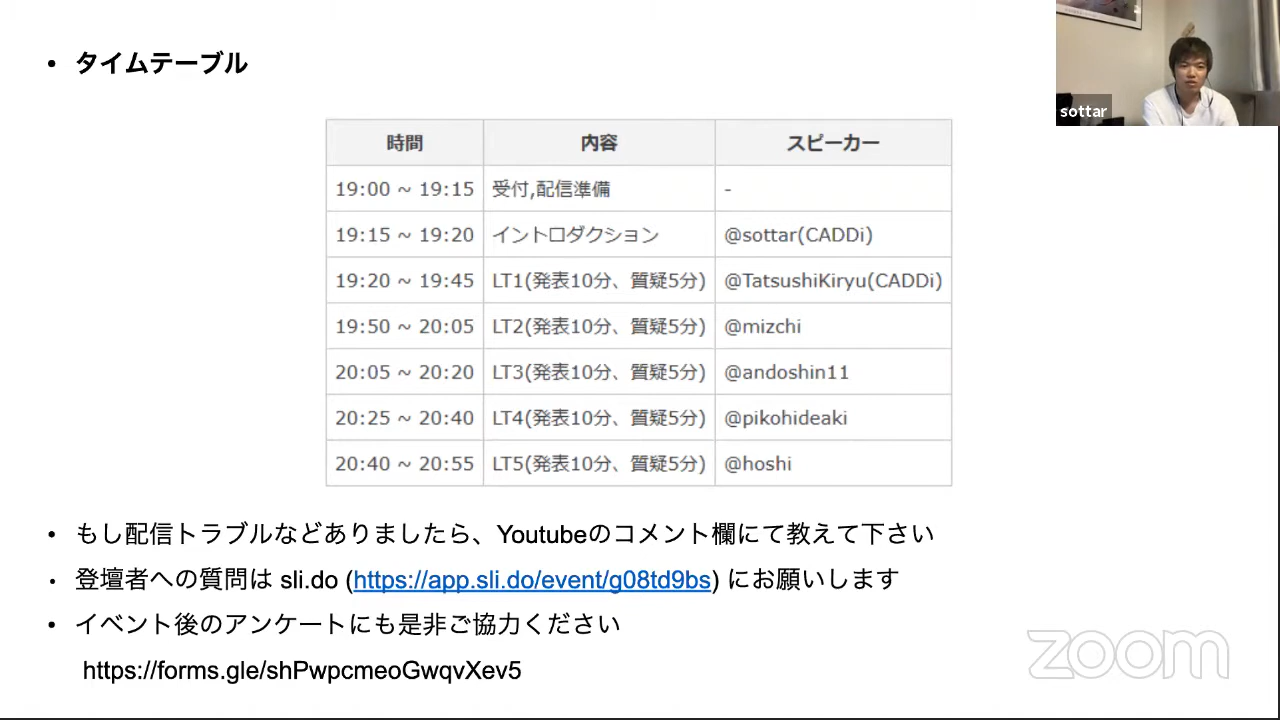 • タイムテーブル
sottar
時間 内容 スピーカー
19:00 ~ 19:15 受付,配信準備 -
19:15 ~ 19:20 イントロダクション @sottar(CADDi)
19:20 ~ 19:45 LT1(発表10分、質疑5分) @TatsushiKiryu(CADDi)
19:50 ~ 20:05 LT2(発表10分、質疑5分) @mizchi
20:05 ~ 20:20 LT3(発表10分、質疑5分) @andoshin11
20:25 ~ 20:40 LT4(発表10分、質疑5分) @pikohideaki
20:40 ~ 20:55 LT5(発表10分、質疑5分) @hoshi
• もし配信トラブルなどありましたら、Youtubeのコメント欄にて教えて下さい
• 登壇者への質問は sli.do (https://app.sli.do/event/g08td9bs) にお願いします
• イベント後のアンケートにも是非ご協力ください
https://forms.gle/shPwpcmeoGwqvXev5
zoom